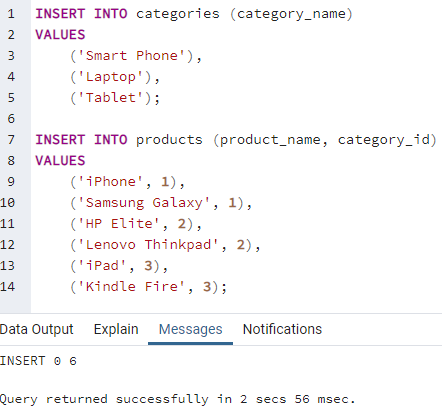 1 INSERT INTO categories (category_name)
2 VALUES
3 ('Smart Phone'),
4 ('Laptop'),
5 ('Tablet');
6
7 INSERT INTO products (product_name, category_id)
8 VALUES
9 ('iPhone', 1),
10 ('Samsung Galaxy', 1),
11 ('HP Elite', 2),
12 ('Lenovo Thinkpad', 2),
13 ('iPad', 3),
14 ('Kindle Fire', 3);
Data Output Explain Messages Notifications
INSERT 0 6
Query returned successfully in 2 secs 56 msec.